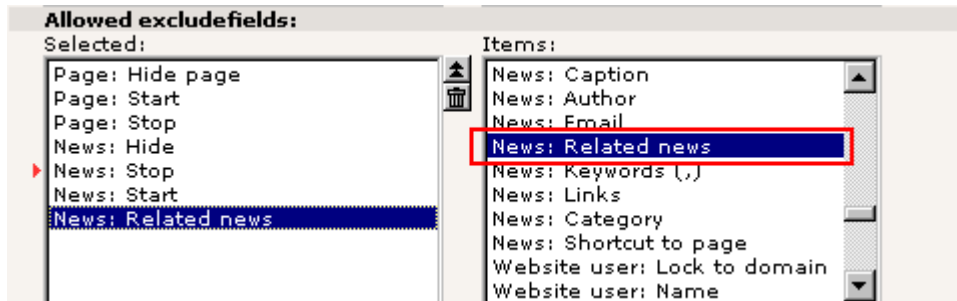 Allowed excludefields:
Selected:
Page: Hide page
Page: Start
Page: Stop
News: Hide
News: Stop
News: Start
News: Related news
Items:
News: Caption
News: Author
News: Email
News: Related news
News: Keywords (,)
News: Links
News: Category
News: Shortcut to page
Website user: Lock to domain
Website user: Name